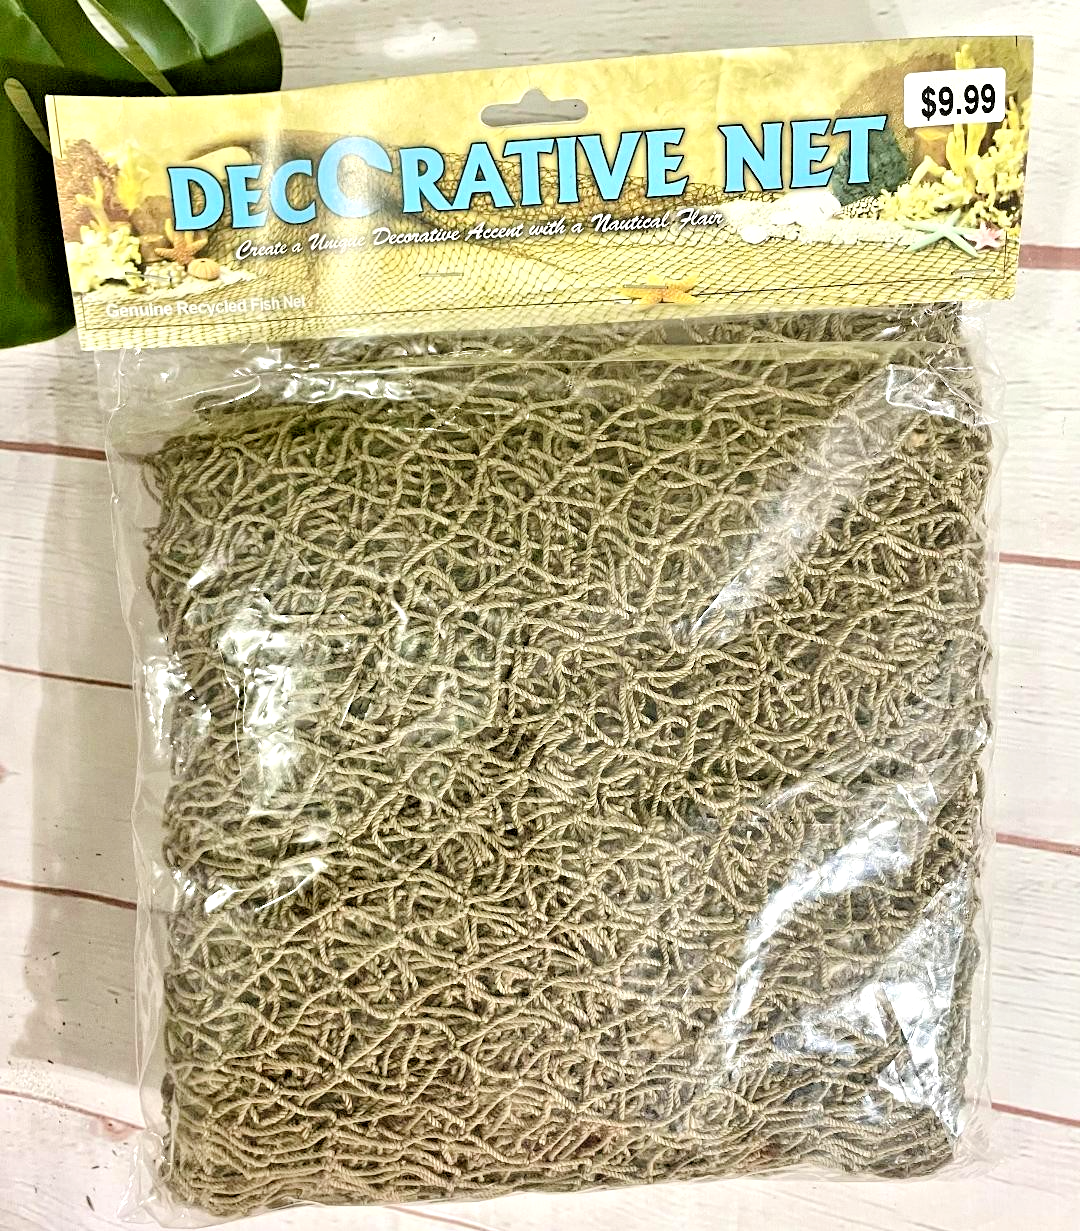 $9.99
DECORATIVE NET
Create a Unique Decorative Accent with a Nautical Flair
Genuine Recycled Fish Net